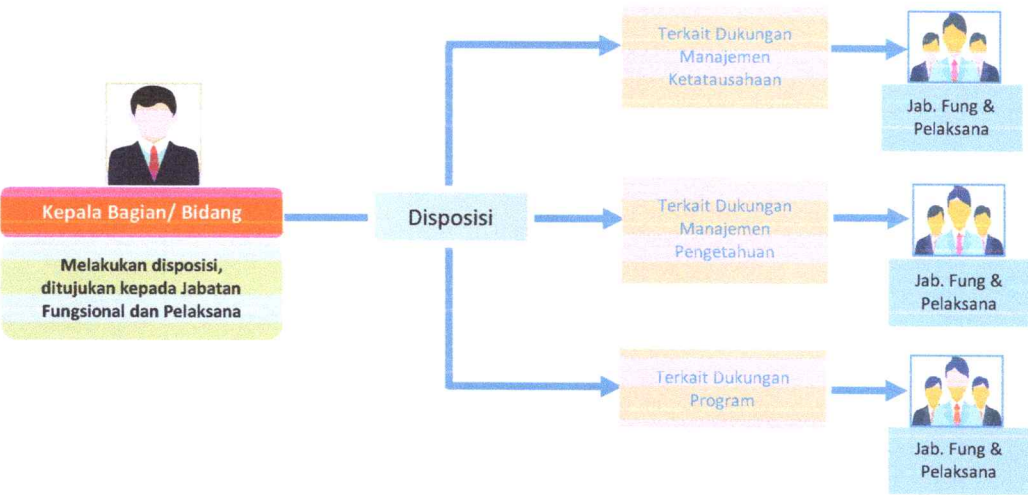 Kepala Bagian/ Bidang
Melakukan disposisi,
ditujukan kepada Jabatan
Fungsional dan Pelaksana
Disposisi
Terkait Dukungan
Manajemen
Ketatausahaan
Jab. Fung &
Pelaksana
Terkait Dukungan
Manajemen
Pengetahuan
Jab. Fung &
Pelaksana
Terkait Dukungan
Program
Jab. Fung &
Pelaksana